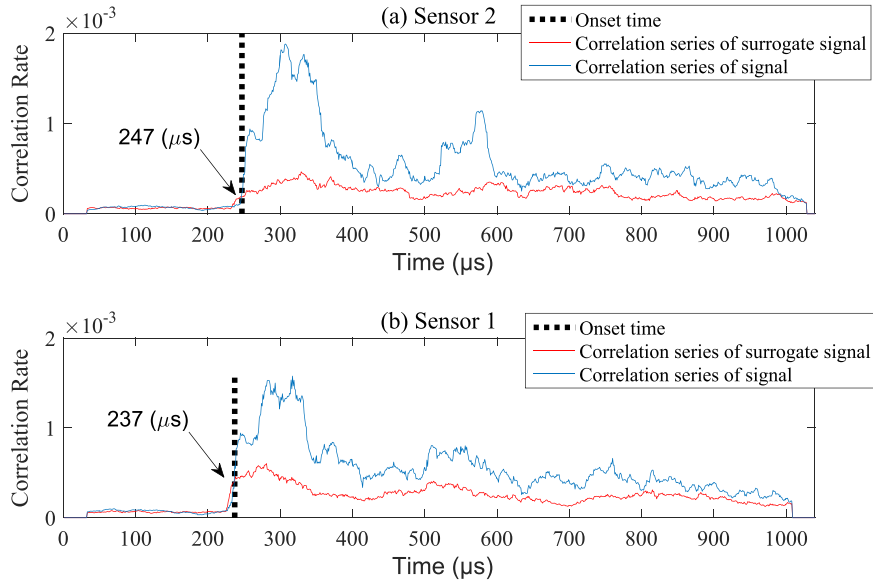 (a) Sensor 2
×10⁻³
Onset time
Correlation series of surrogate signal
Correlation series of signal
2
1
0
Correlation Rate
247 (μs)
0 100 200 300 400 500 600 700 800 900 1000
Time (μs)
(b) Sensor 1
×10⁻³
Onset time
Correlation series of surrogate signal
Correlation series of signal
2
1
0
Correlation Rate
237 (μs)
0 100 200 300 400 500 600 700 800 900 1000
Time (μs)